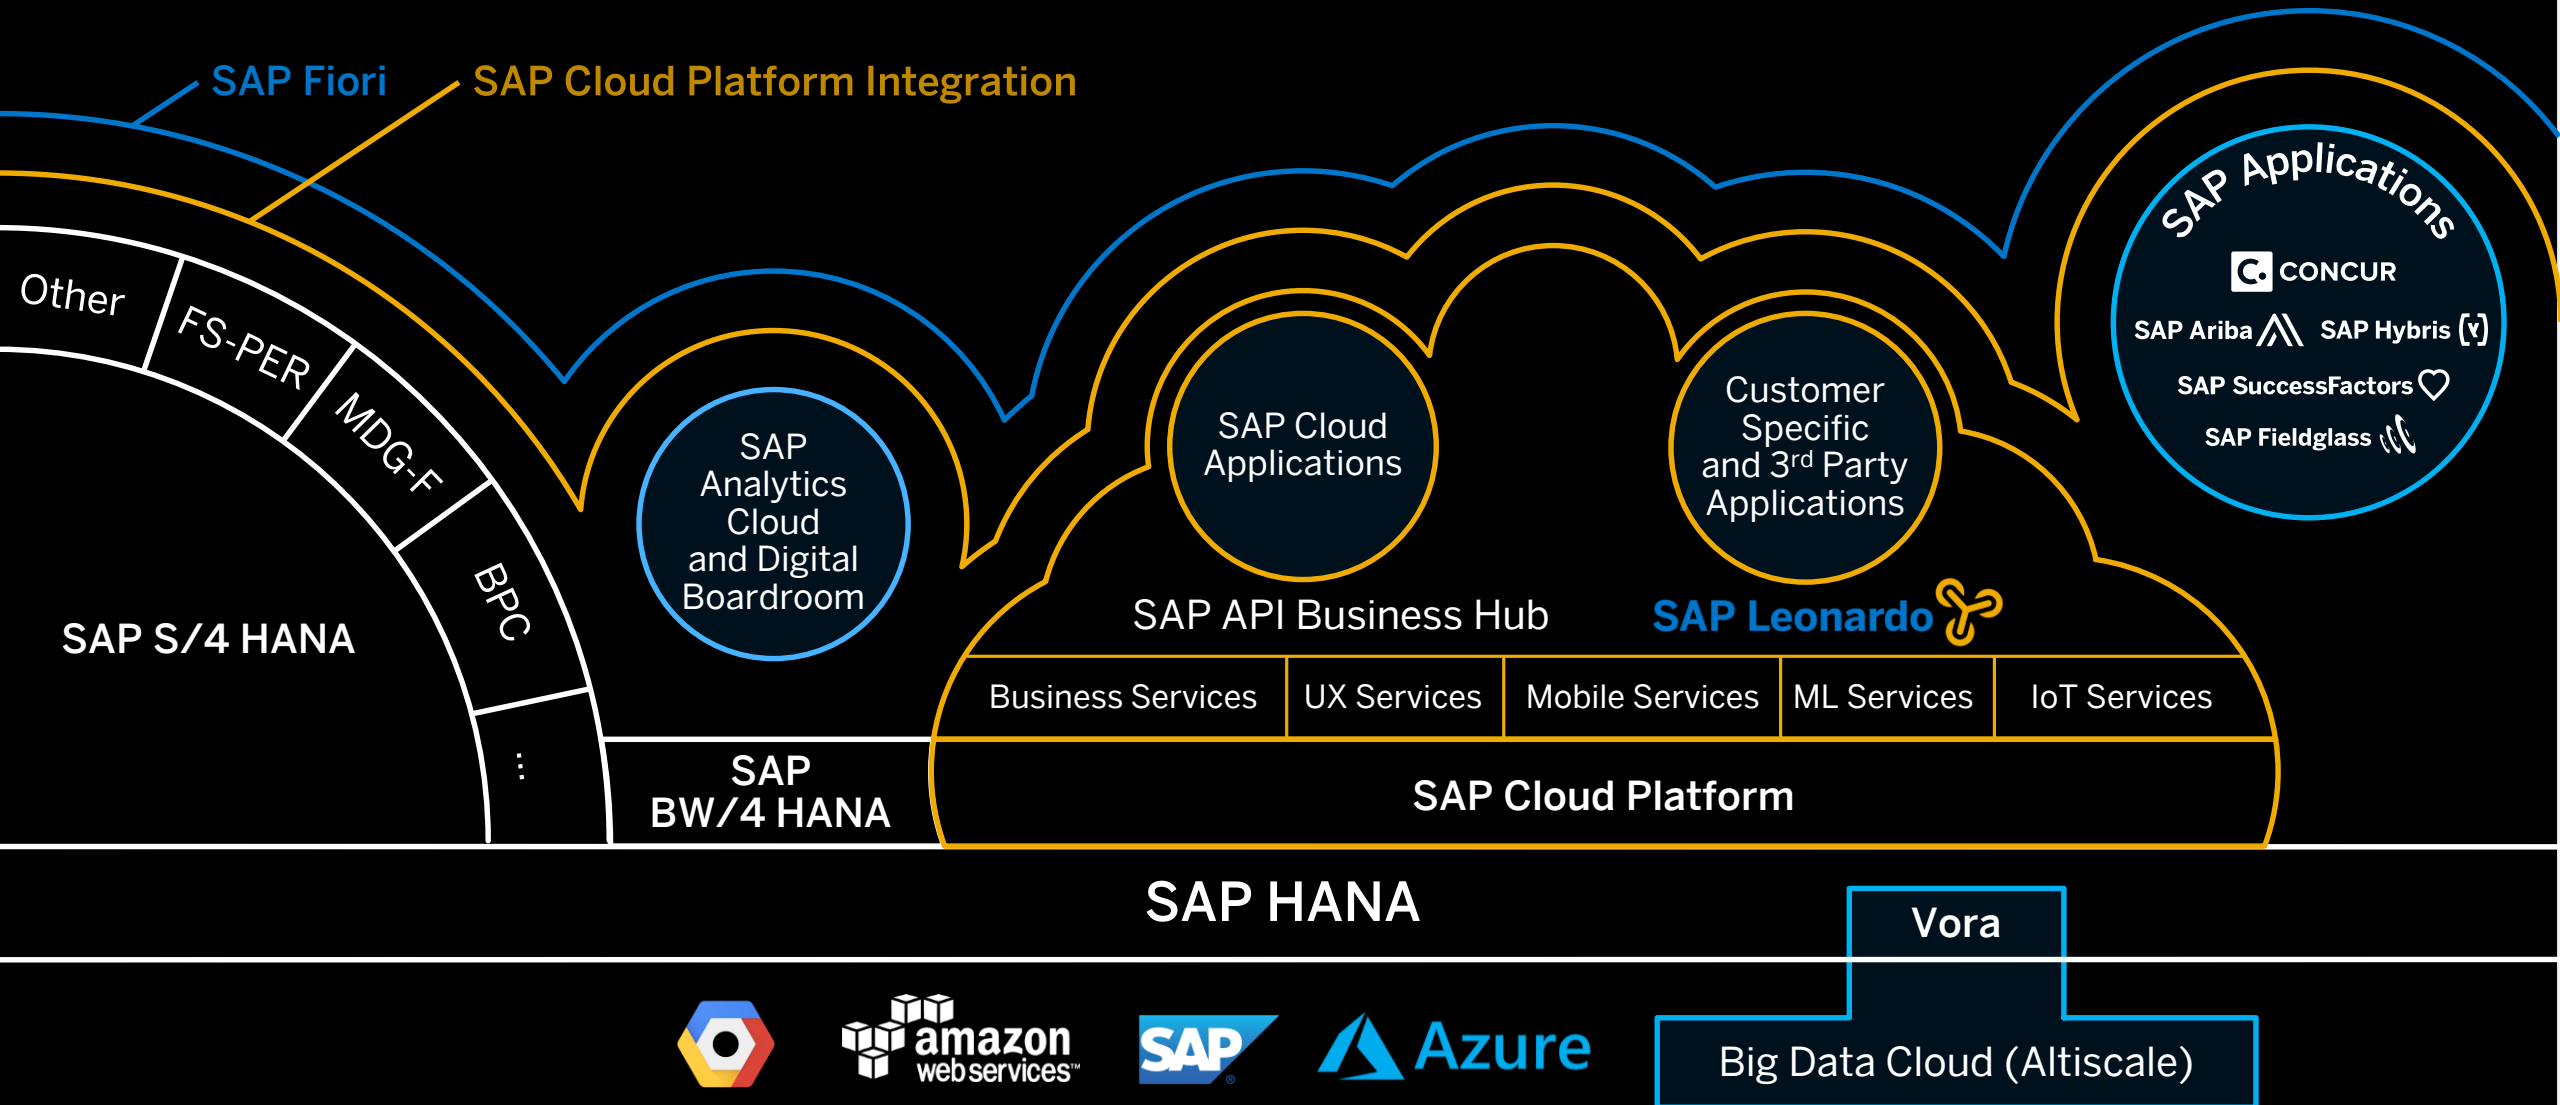 SAP Fiori
SAP Cloud Platform Integration
Other
FS-PER
MDG-F
BPC
...
SAP S/4 HANA
SAP
Analytics
Cloud
and Digital
Boardroom
SAP
BW/4 HANA
SAP Cloud
Applications
Customer
Specific
and 3rd Party
Applications
SAP Applications
C. CONCUR
SAP Ariba
SAP Hybris
SAP SuccessFactors
SAP Fieldglass
SAP API Business Hub
SAP Leonardo
Business Services
UX Services
Mobile Services
ML Services
IoT Services
SAP Cloud Platform
SAP HANA
Vora
amazon
web services™
SAP®
Azure
Big Data Cloud (Altiscale)